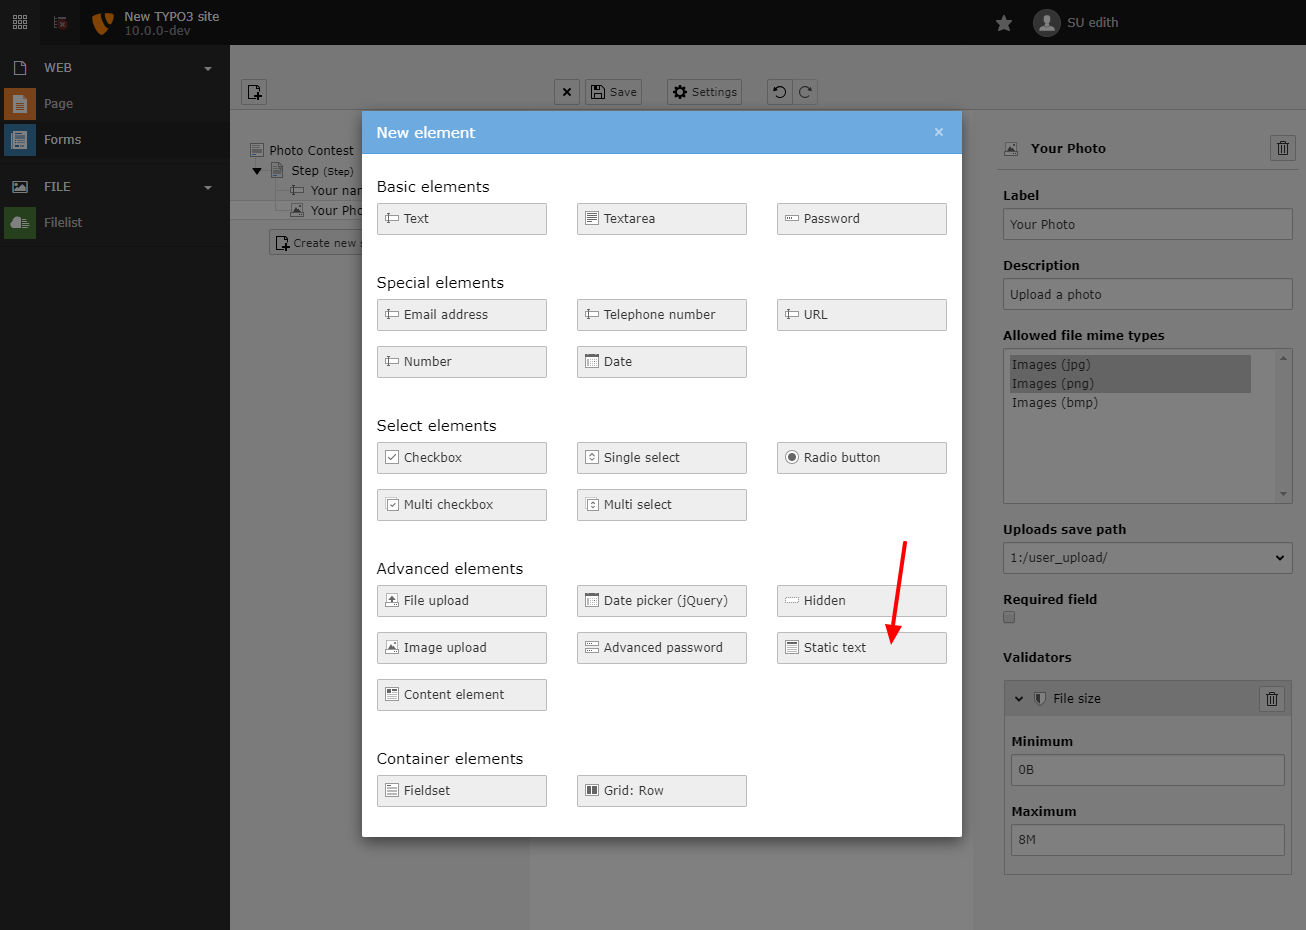 New TYPO3 site
10.0.0-dev
SU edith
WEB
Page
Forms
FILE
Filelist
Save
Settings
Photo Contest
Step (Step)
Your nar
Your Pho
Create new s
New element
×
Basic elements
Text
Textarea
Password
Special elements
Email address
Telephone number
URL
Number
Date
Select elements
Checkbox
Single select
Radio button
Multi checkbox
Multi select
Advanced elements
File upload
Date picker (jQuery)
Hidden
Image upload
Advanced password
Static text
Content element
Container elements
Fieldset
Grid: Row
Your Photo
Label
Your Photo
Description
Upload a photo
Allowed file mime types
Images (jpg)
Images (png)
Images (bmp)
Uploads save path
1:/user_upload/
Required field
Validators
File size
Minimum
0B
Maximum
8M